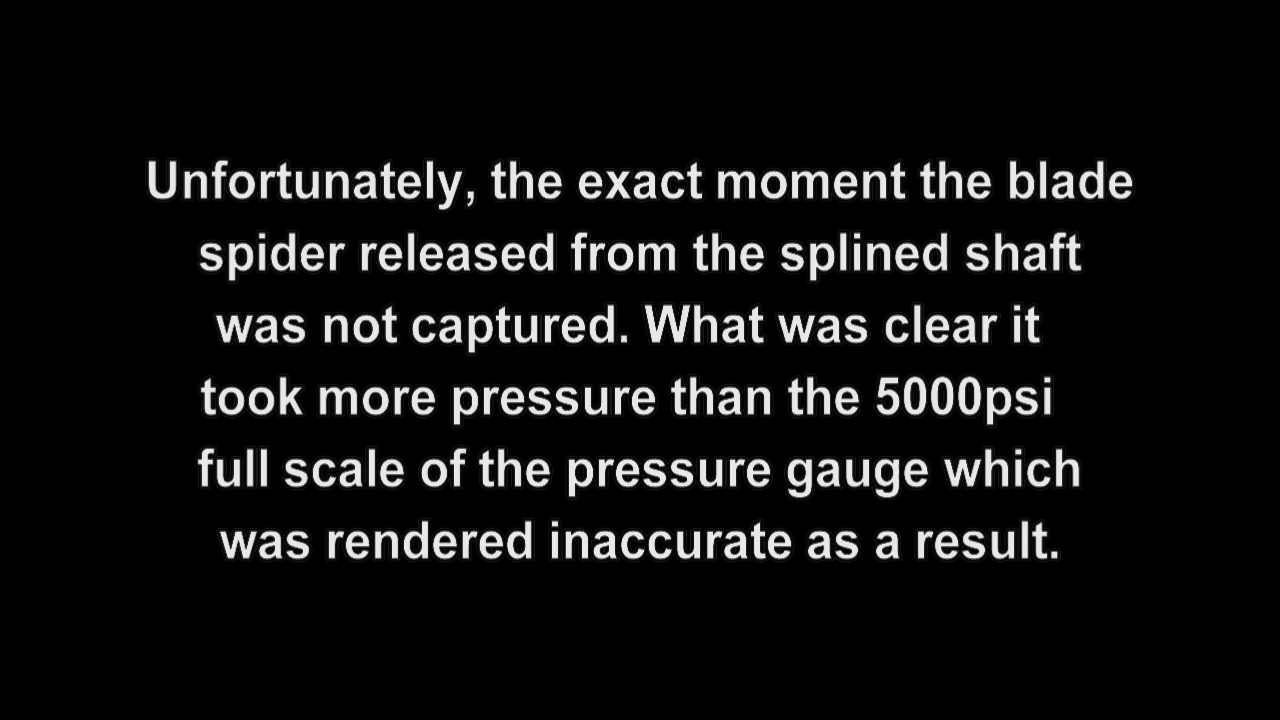 Unfortunately, the exact moment the blade
spider released from the splined shaft
was not captured. What was clear it
took more pressure than the 5000psi
full scale of the pressure gauge which
was rendered inaccurate as a result.